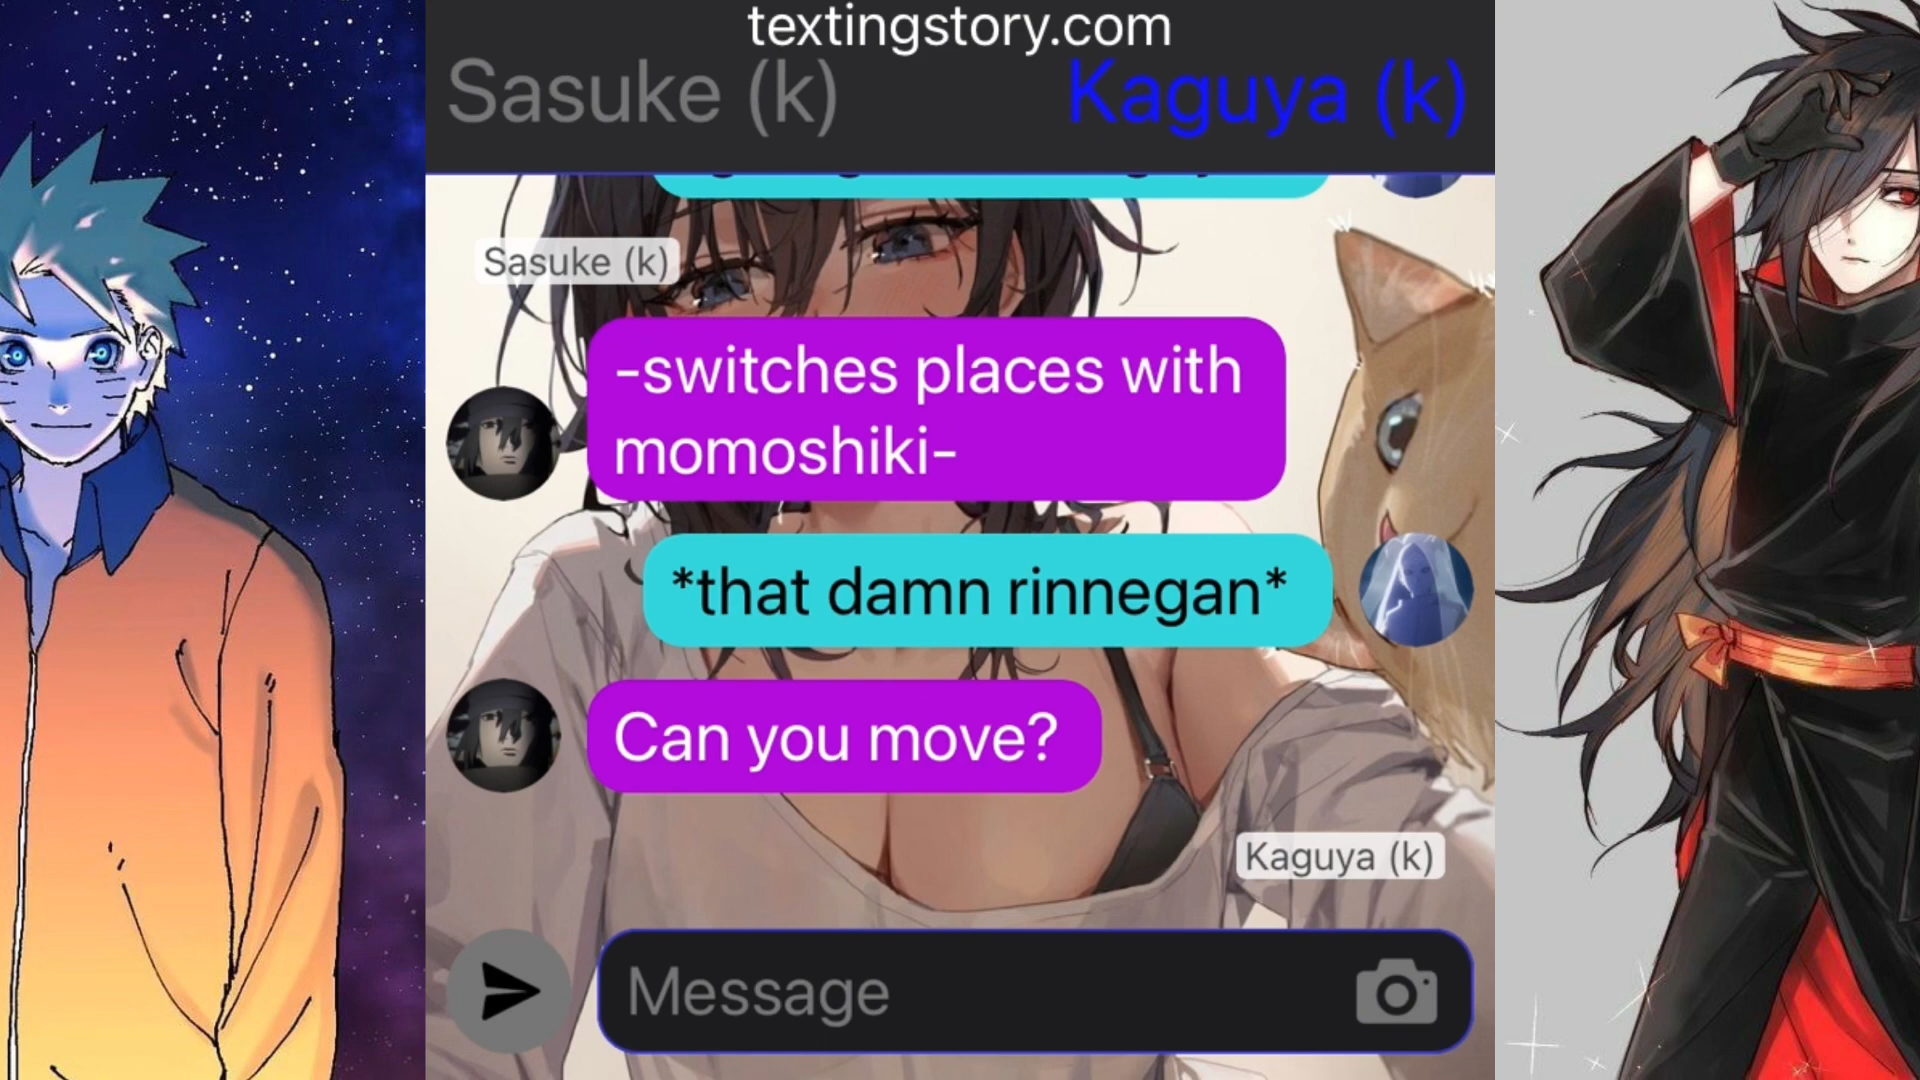 textingstory.com
Sasuke (k) Kaguya (k)
Sasuke (k)
-switches places with
momoshiki-
*that damn rinnegan*
Can you move?
Kaguya (k)
Message